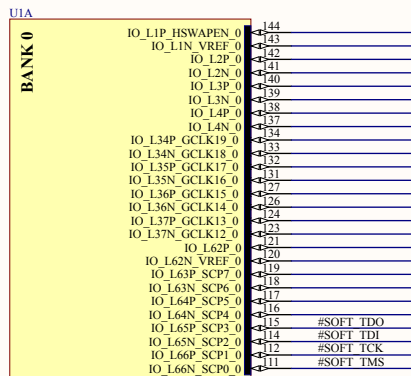 U1A
BANK 0
IO_L1P_HSWAPEN_0 144
IO_L1N_VREF_0 143
IO_L2P_0 142
IO_L2N_0 141
IO_L3P_0 140
IO_L3N_0 139
IO_L4P_0 138
IO_L4N_0 137
IO_L34P_GCLK19_0 134
IO_L34N_GCLK18_0 133
IO_L35P_GCLK17_0 132
IO_L35N_GCLK16_0 131
IO_L36P_GCLK15_0 127
IO_L36N_GCLK14_0 126
IO_L37P_GCLK13_0 124
IO_L37N_GCLK12_0 123
IO_L62P_0 121
IO_L62N_VREF_0 120
IO_L63P_SCP7_0 119
IO_L63N_SCP6_0 118
IO_L64P_SCP5_0 117
IO_L64N_SCP4_0 116
IO_L65P_SCP3_0 115 #SOFT_TDO
IO_L65N_SCP2_0 114 #SOFT_TDI
IO_L66P_SCP1_0 112 #SOFT_TCK
IO_L66N_SCP0_0 111 #SOFT_TMS